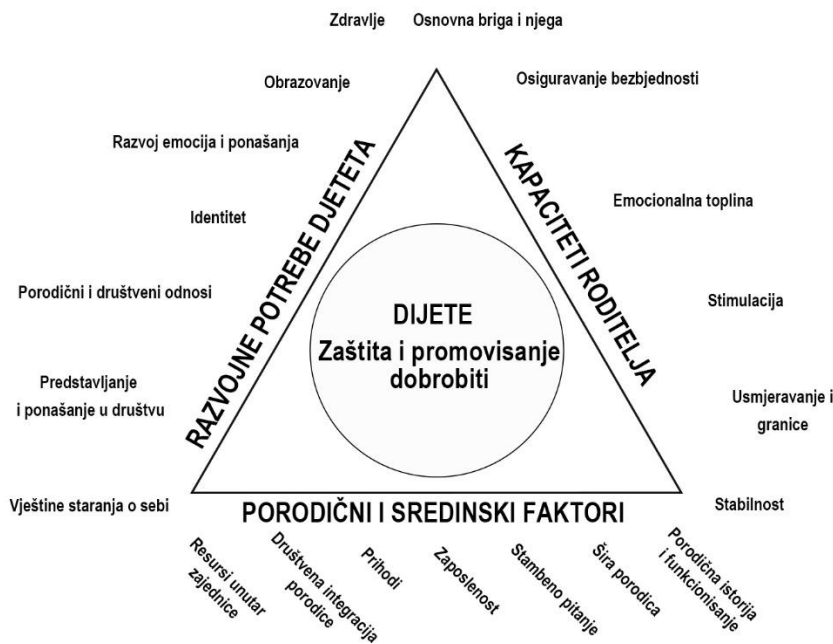 Zdravlje
Osnovna briga i njega
Obrazovanje
Osiguravanje bezbjednosti
Razvoj emocija i ponašanja
Emocionalna toplina
Identitet
Porodični i društveni odnosi
Stimulacija
Predstavljanje
i ponašanje u društvu
Usmjeravanje i
granice
Vještine staranja o sebi
Stabilnost
RAZVOJNE POTREBE DJETETA
KAPACITETI RODITELJA
DIJETE
Zaštita i promovisanje
dobrobiti
PORODIČNI I SREDINSKI FAKTORI
Resursi unutar
zajednice
Društvena integracija
porodice
Prihodi
Zaposlenost
Stambeno pitanje
Šira porodica
Porodična istorija
i funkcionisanje